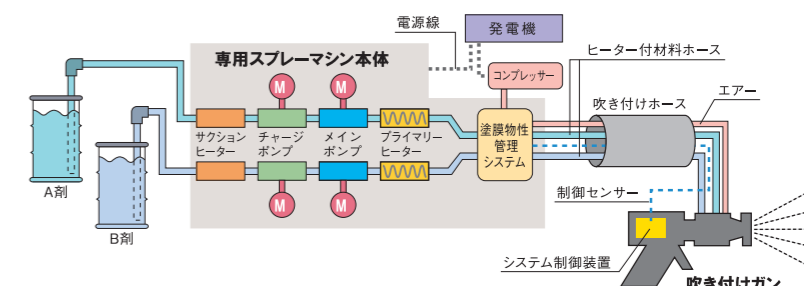 電源線
発電機
専用スプレーマシン本体
コンプレッサー
ヒーター付材料ホース
吹き付けホース
エアー
M
M
サクション
ヒーター
チャージ
ポンプ
メイン
ポンプ
プライマリー
ヒーター
塗膜物性
管理
システム
M
M
A剤
B剤
制御センサー
システム制御装置
吹き付けガン